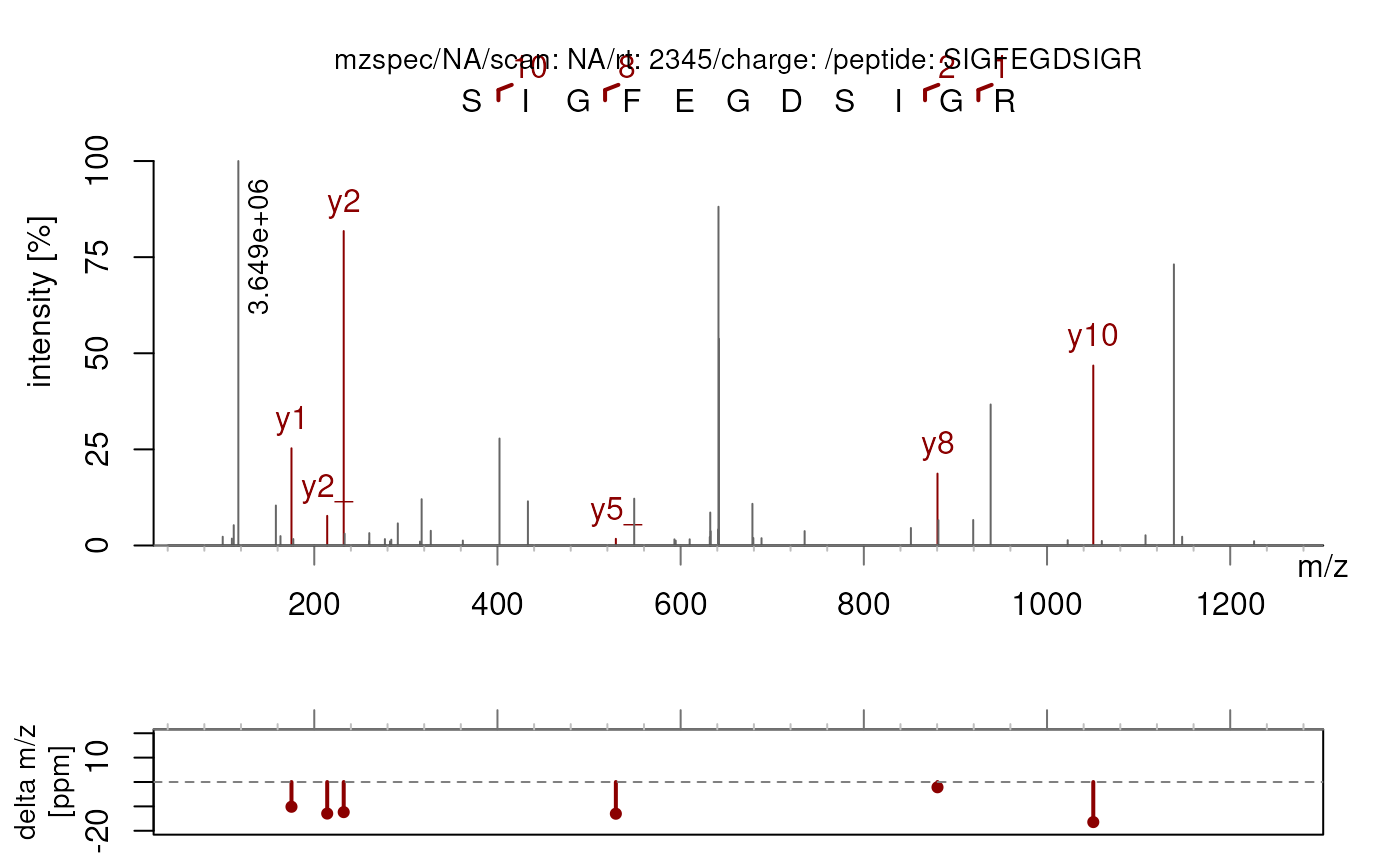 mzspec/NA/scan: NA/rt: 2345/charge: /peptide: SIGFEGDSIGR
10 8 2 1
S I G F E G D S I G R
intensity [%]
100
75
50
25
0
3.649e+06
y1
y2
y2_
y5_
y8
y10
m/z
200 400 600 800 1000 1200
delta m/z
[ppm]
10
-20